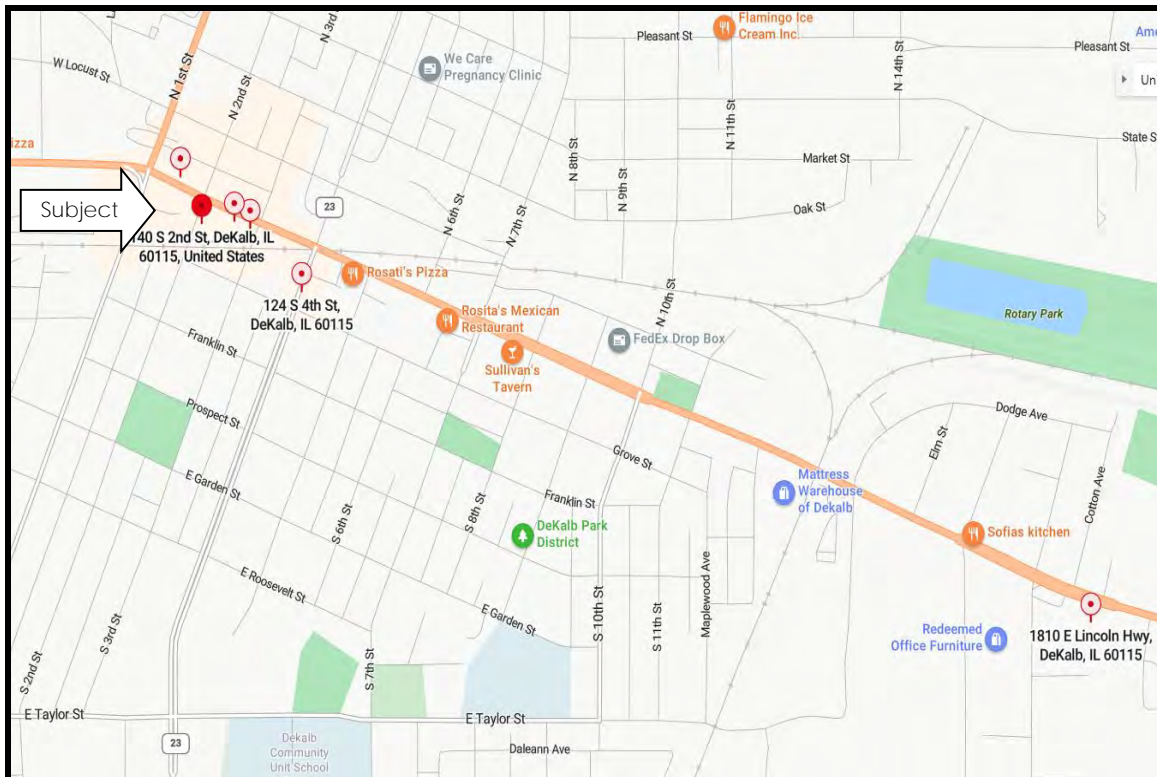 Flamingo Ice
Cream Inc.
Pleasant St
N 3rd St
N 14th St
Ame
Pleasant St
W Locust St
N 1st St
N 2nd St
We Care
Pregnancy Clinic
Uni
N 11th St
State S
izza
N 8th St
N 9th St
Market St
Subject
23
N 6th St
N 7th St
Oak St
140 S 2nd St, DeKalb, IL
60115, United States
Rosati's Pizza
N 10th St
124 S 4th St,
DeKalb, IL 60115
Rosita's Mexican
Restaurant
Rotary Park
Franklin St
FedEx Drop Box
Sullivan's
Tavern
Prospect St
Dodge Ave
Elm St
Grove St
E Garden St
Mattress
Warehouse
of Dekalb
Cotton Ave
S 6th St
S 8th St
Franklin St
DeKalb Park
District
Sofias kitchen
E Roosevelt St
Maplewood Ave
E Garden St
S 10th St
S 11th St
Redeemed
Office Furniture
1810 E Lincoln Hwy,
DeKalb, IL 60115
S 2nd St
S 3rd St
S 7th St
E Taylor St
E Taylor St
23
Dekalb
Community
Unit School
Daleann Ave